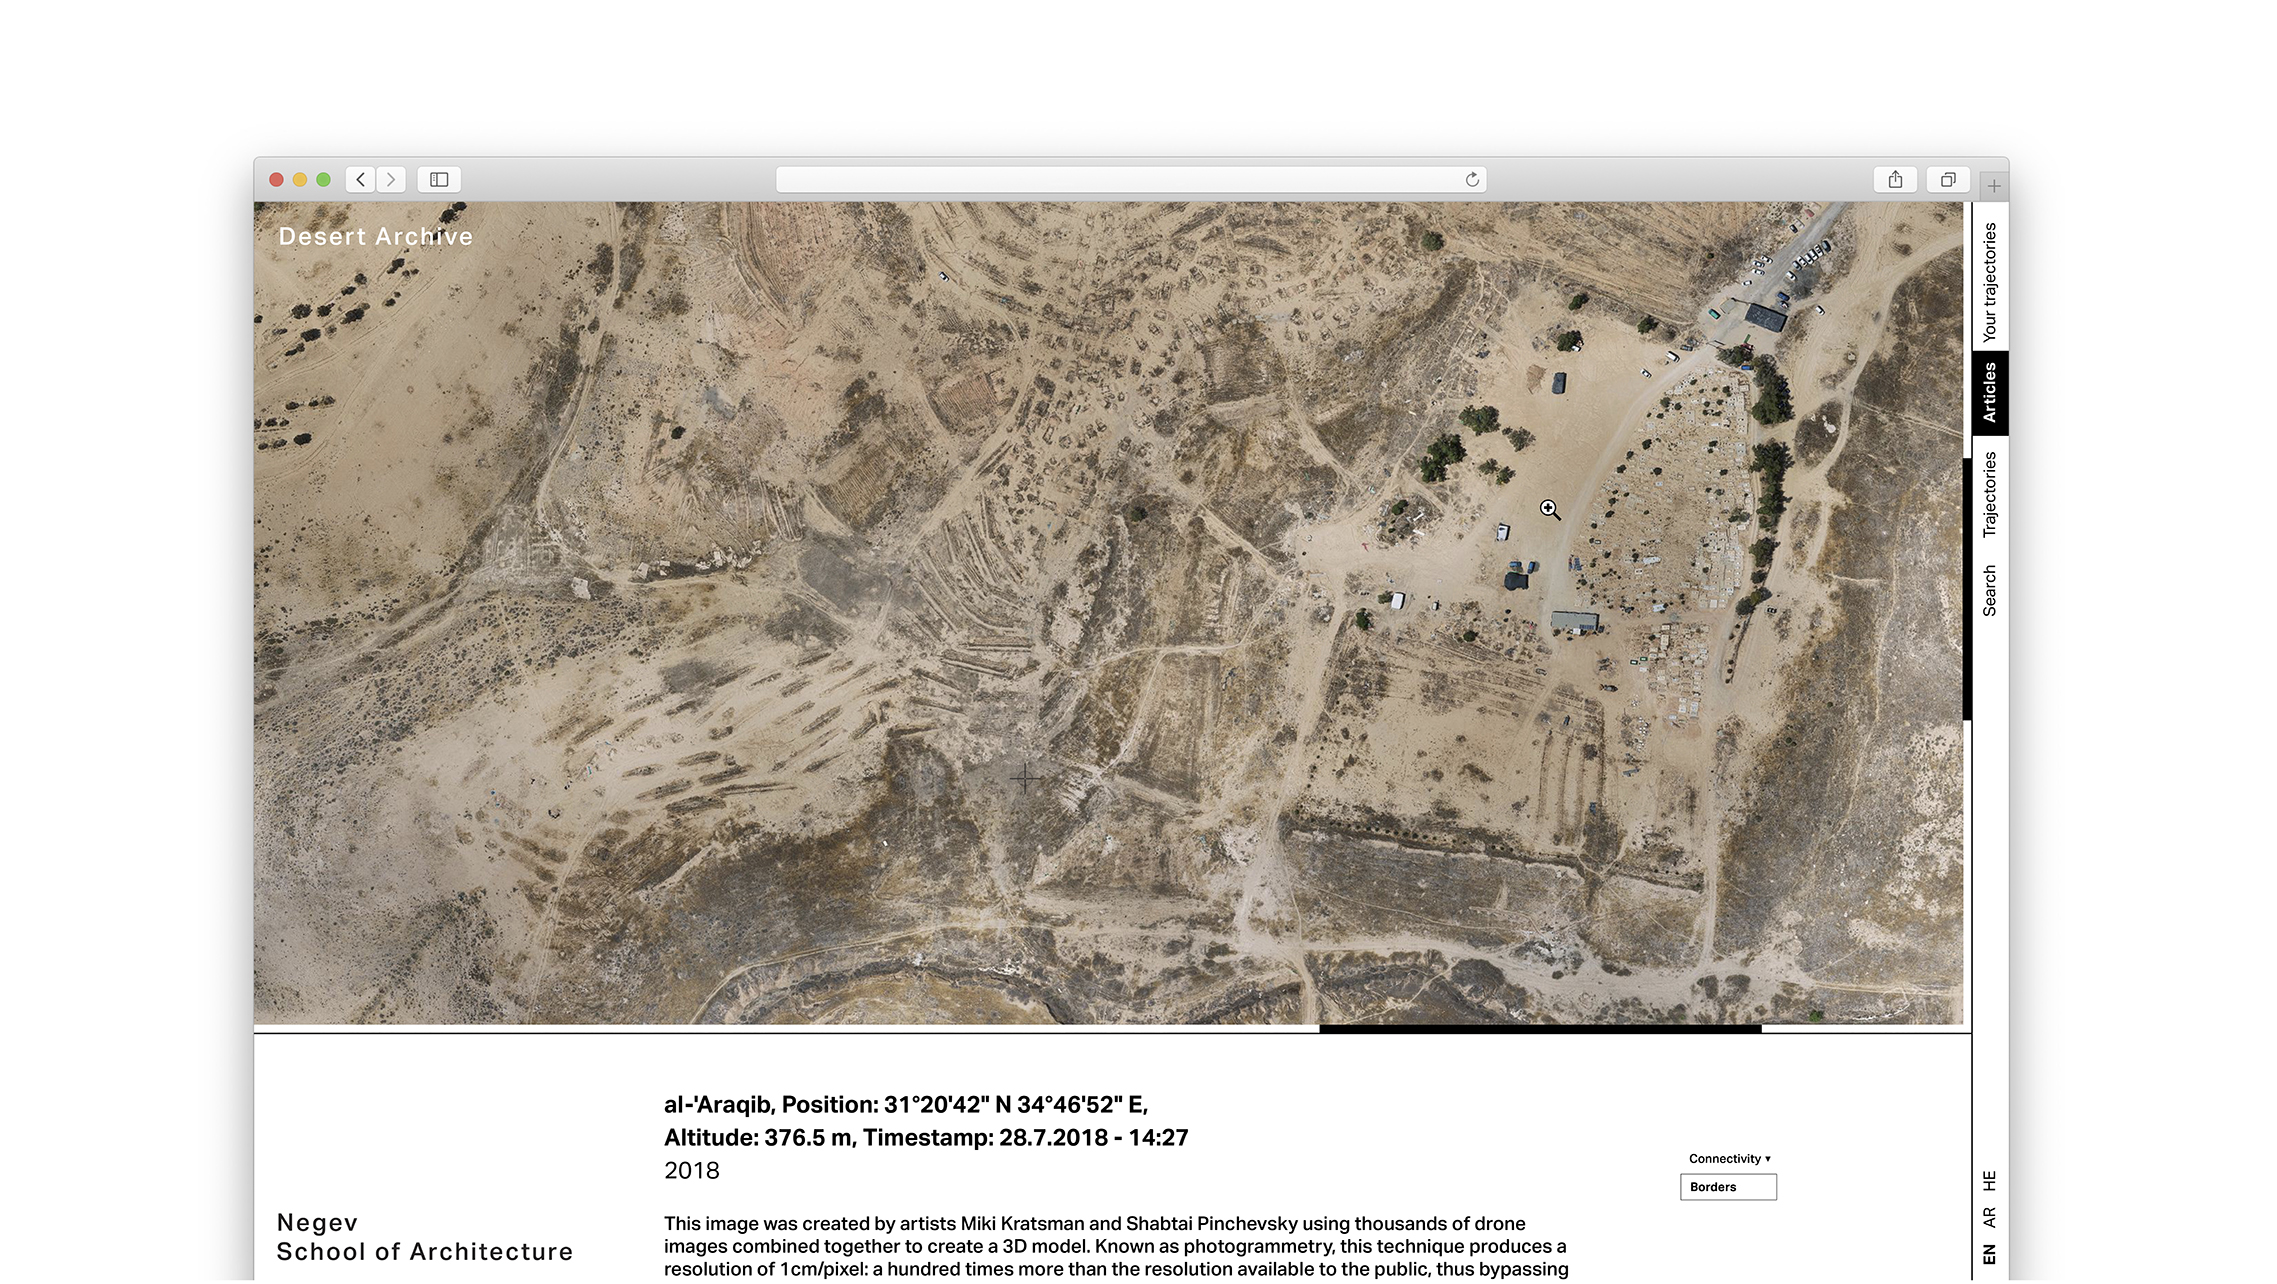 Desert Archive
Your trajectories
Articles
Trajectories
Search
al-'Araqib, Position: 31°20'42" N 34°46'52" E,
Altitude: 376.5 m, Timestamp: 28.7.2018 - 14:27
2018
Connectivity ▾
Borders
This image was created by artists Miki Kratsman and Shabtai Pinchevsky using thousands of drone
images combined together to create a 3D model. Known as photogrammetry, this technique produces a
resolution of 1cm/pixel: a hundred times more than the resolution available to the public, thus bypassing
Negev
School of Architecture
HE
AR
EN